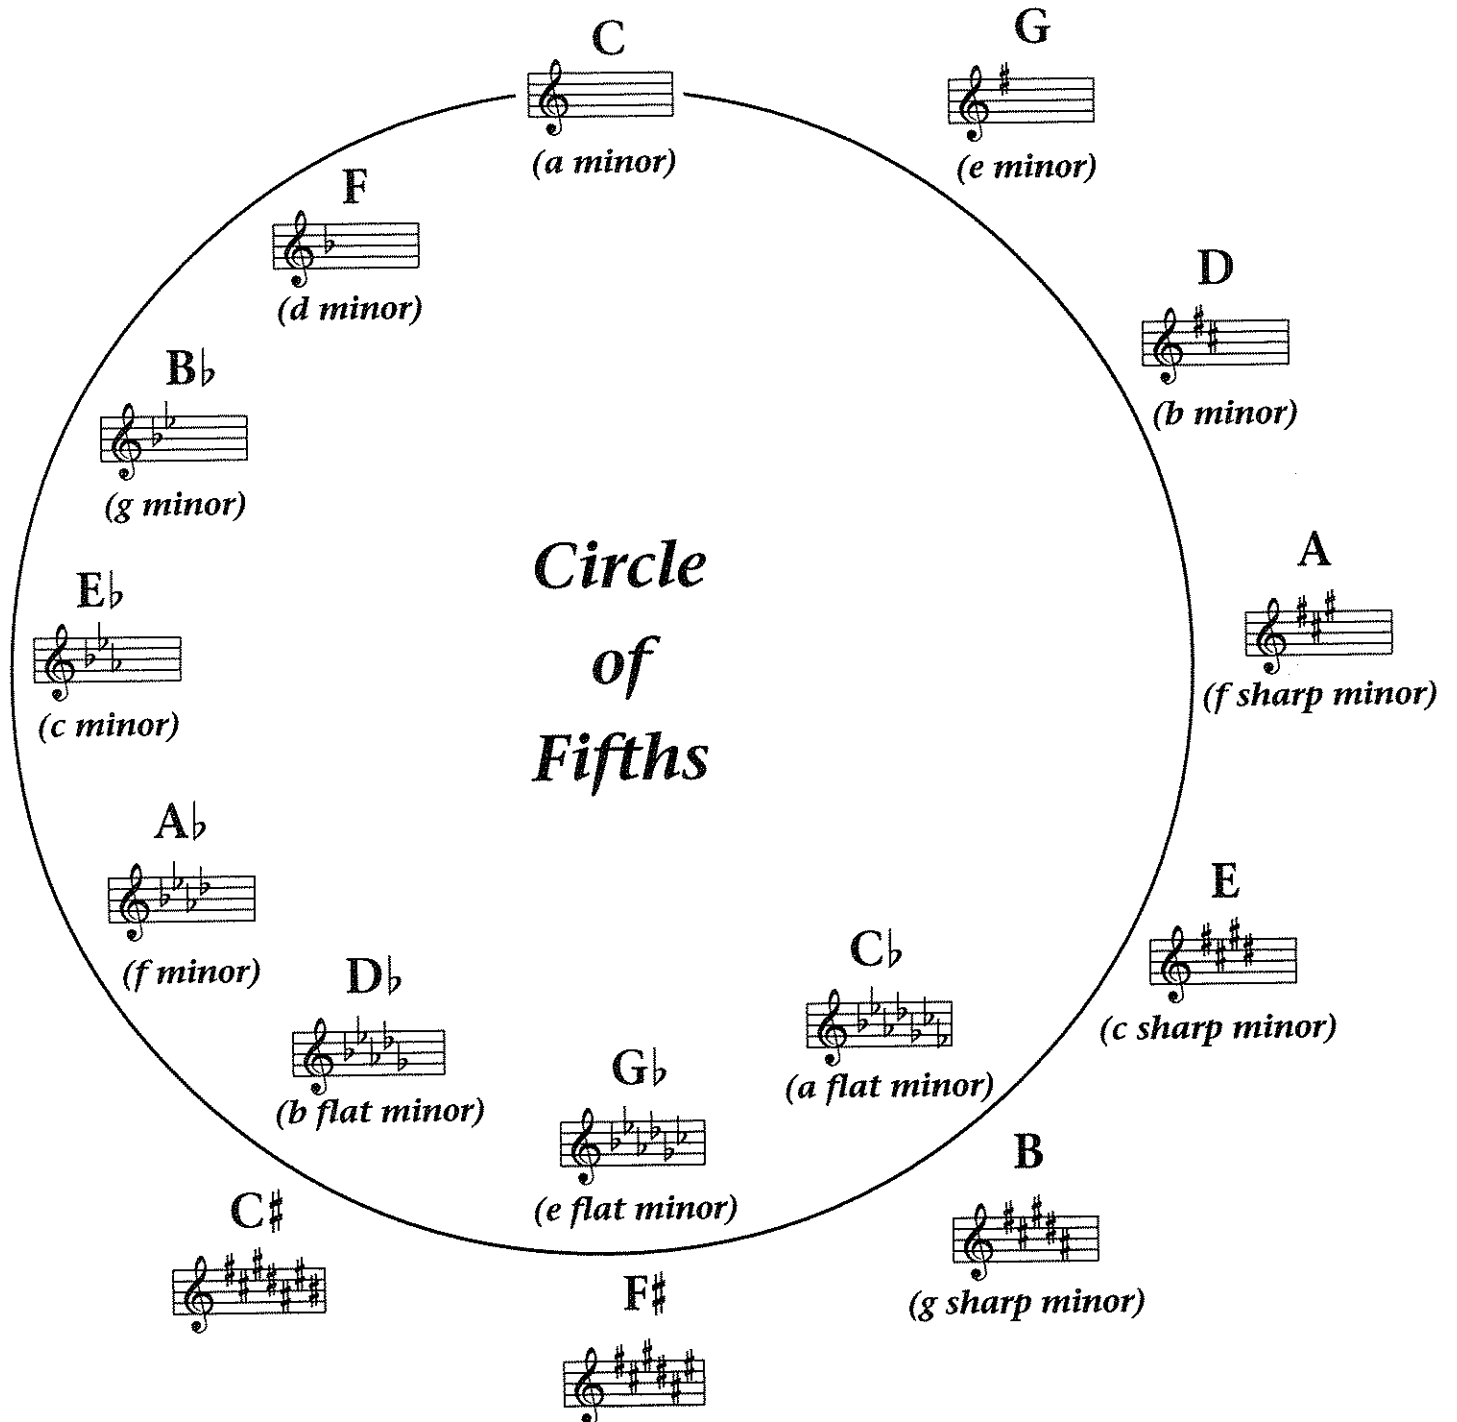 C
(a minor)
G
(e minor)
D
(b minor)
A
(f sharp minor)
E
(c sharp minor)
B
(g sharp minor)
F♯
C♯
C♭
(a flat minor)
G♭
(e flat minor)
D♭
(b flat minor)
A♭
(f minor)
E♭
(c minor)
B♭
(g minor)
F
(d minor)
Circle
of
Fifths